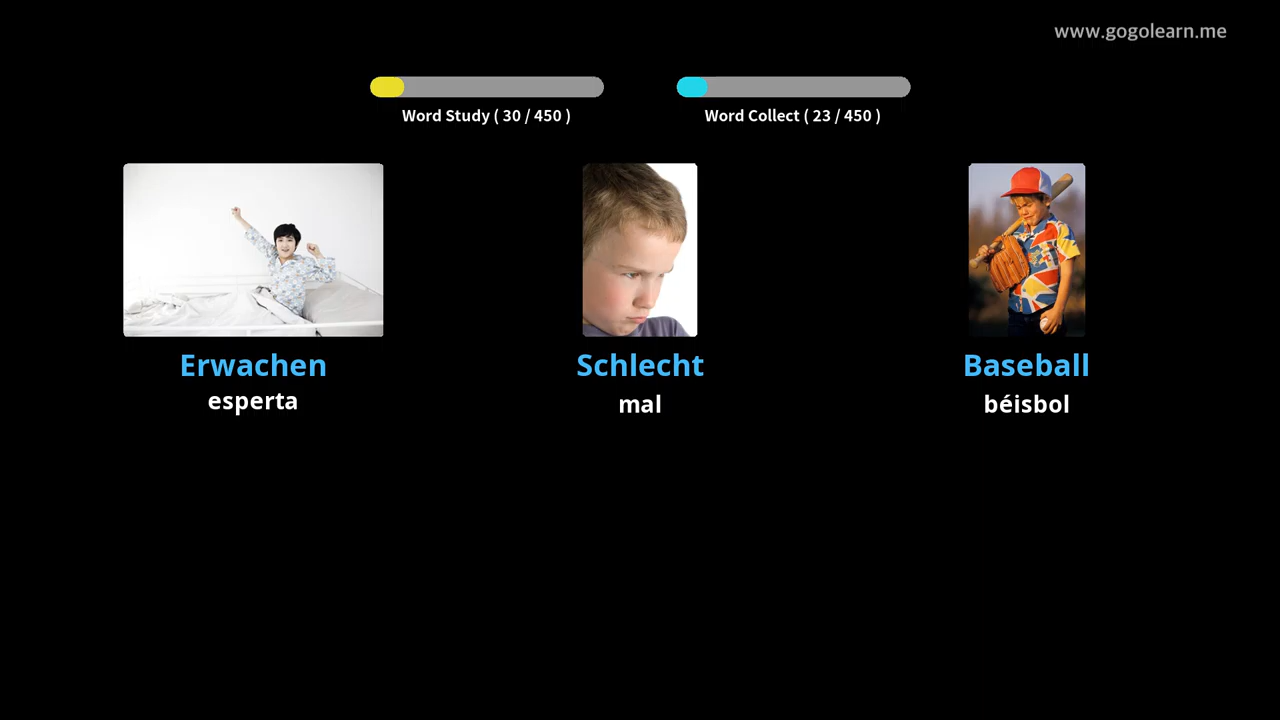 www.gogolearn.me
Word Study ( 30 / 450 )
Word Collect ( 23 / 450 )
Erwachen
esperta
Schlecht
mal
Baseball
béisbol